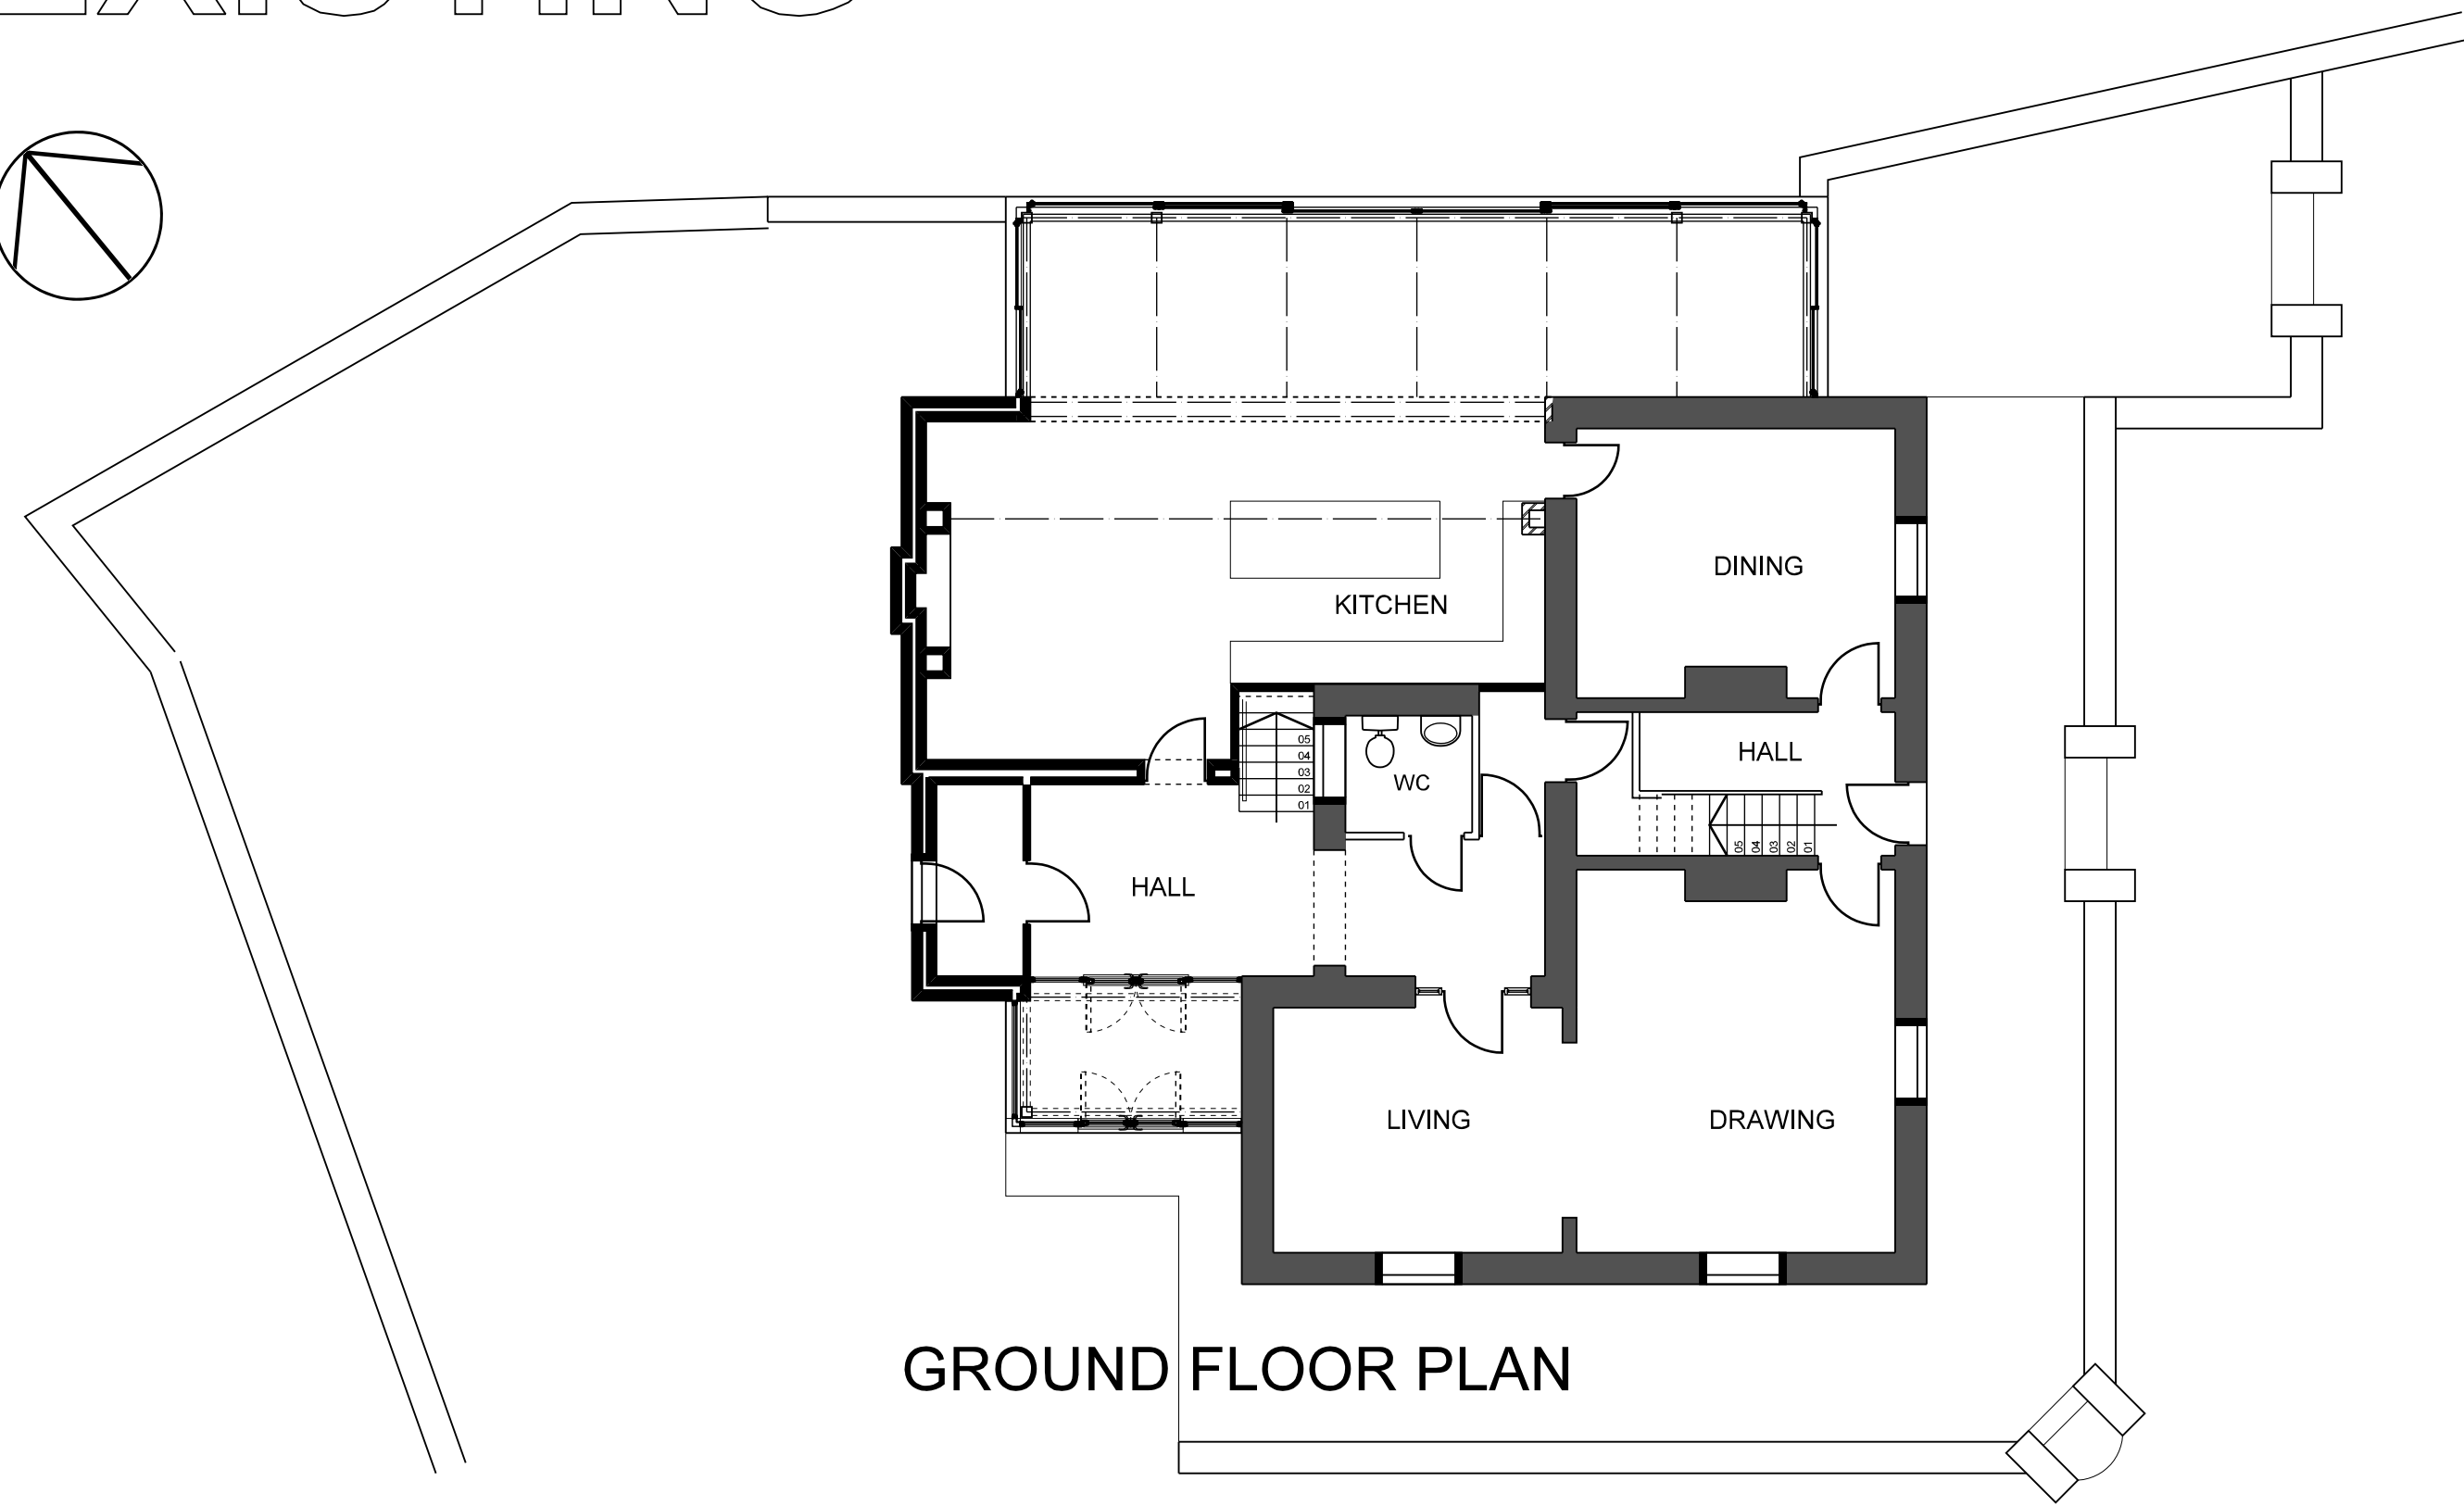 EXISTING
DINING
KITCHEN
HALL
05
04
03
02
01
WC
05 04 03 02 01
HALL
LIVING
DRAWING
GROUND FLOOR PLAN